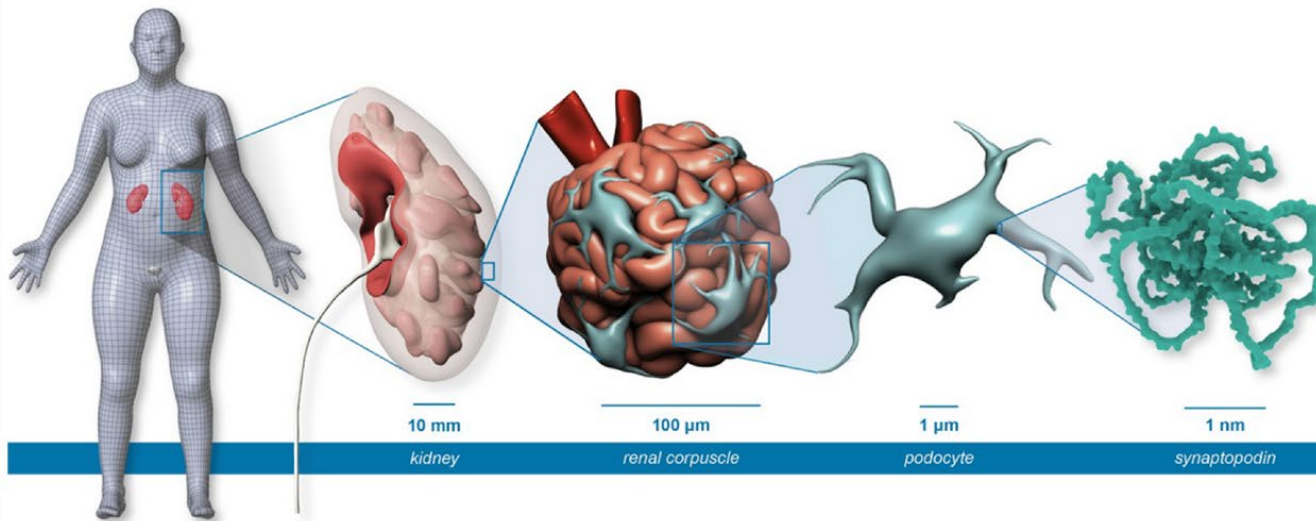 10 mm
100 µm
1 µm
1 nm
kidney
renal corpuscle
podocyte
synaptopodin